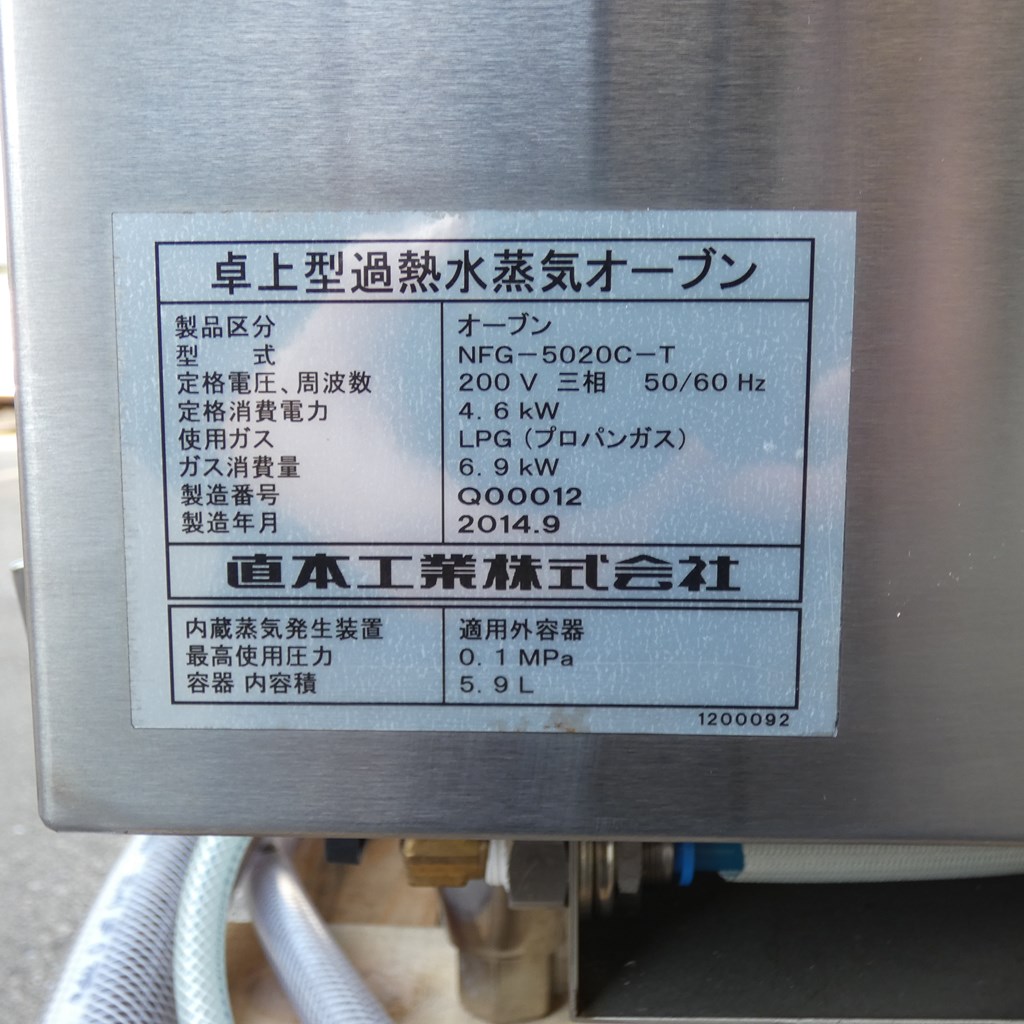 卓上型過熱水蒸気オーブン
製品区分 オーブン
型 式 NFG-5020C-T
定格電圧、周波数 200 V 三相 50/60 Hz
定格消費電力 4.6 kW
使用ガス LPG (プロパンガス)
ガス消費量 6.9 kW
製造番号 Q00012
製造年月 2014.9
直本工業株式会社
内蔵蒸気発生装置 適用外容器
最高使用圧力 0.1 MPa
容器 内容積 5.9 L
1200092